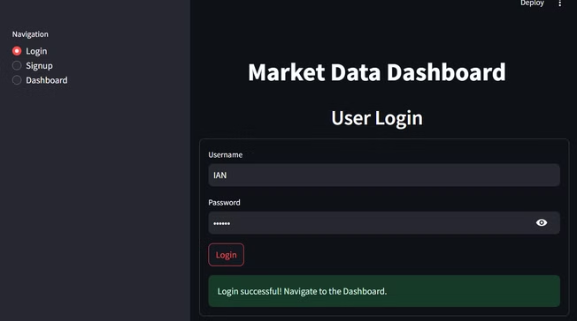 Deploy
Navigation
Login
Signup
Dashboard
Market Data Dashboard
User Login
Username
IAN
Password
••••••
Login
Login successful! Navigate to the Dashboard.